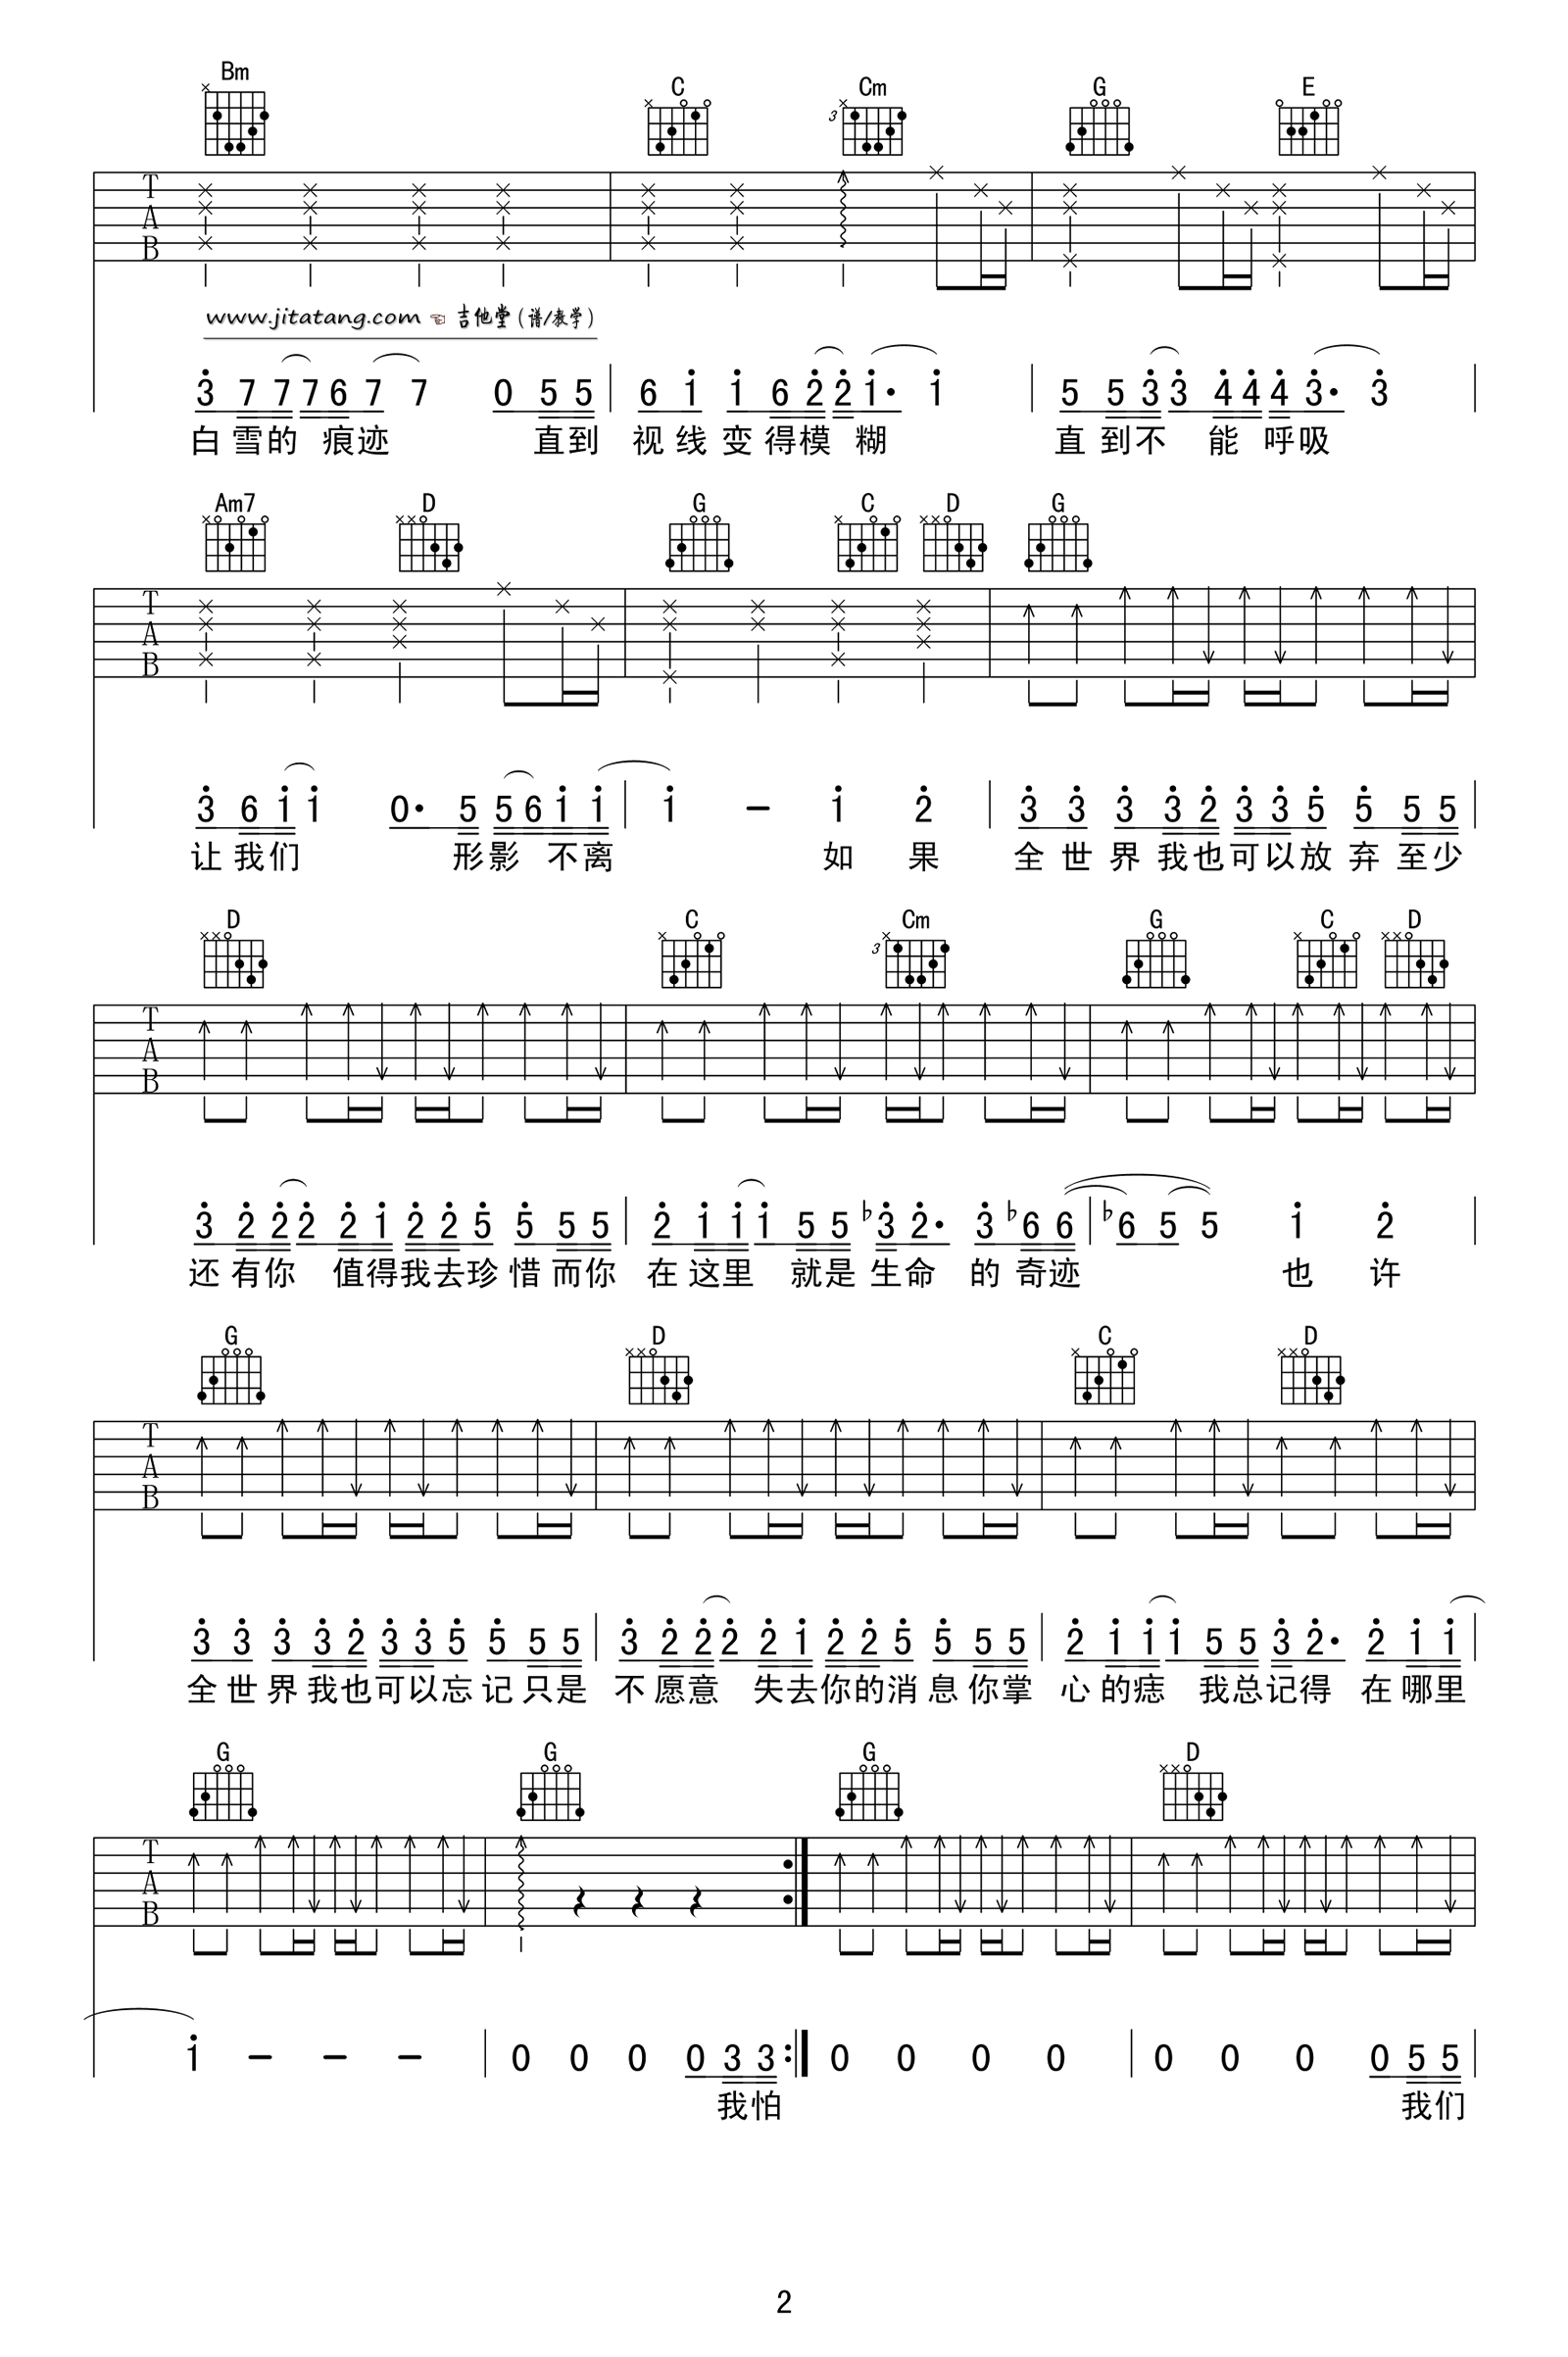 Bm C Cm G E
3 3
T
A
B
www.jitatang.com ☜ 吉他堂(谱/教学)
3 7 7 7 6 7 7 0 5 5 6 1 1 6 2 2 1· 1 5 5 3 3 4 4 4 3· 3
白雪的 痕迹 直到 视线变得模 糊 直到不 能 呼吸
Am7 D G C D G
T
A
B
3 6 1 1 0· 5 5 6 1 1 1 - 1 2 3 3 3 3 2 3 3 5 5 5 5
让我们 形影 不离 如 果 全世界我也可以放弃至少
D C Cm G C D
3
T
A
B
3 2 2 2 2 1 2 2 5 5 5 5 2 1 1 1 5 5 ♭3 2· 3 ♭6 6 ♭6 5 5 1 2
还有你 值得我去珍惜而你 在这里 就是生命 的奇迹 也 许
G D C D
T
A
B
3 3 3 3 2 3 3 5 5 5 5 3 2 2 2 2 1 2 2 5 5 5 5 2 1 1 1 5 5 3 2· 2 1 1
全世界我也可以忘记只是 不愿意 失去你的消息你掌 心的痣 我总记得 在哪里
G G G D
T
A
B
1 - - - 0 0 0 0 3 3 0 0 0 0 0 0 0 0 5 5
我怕 我们
2